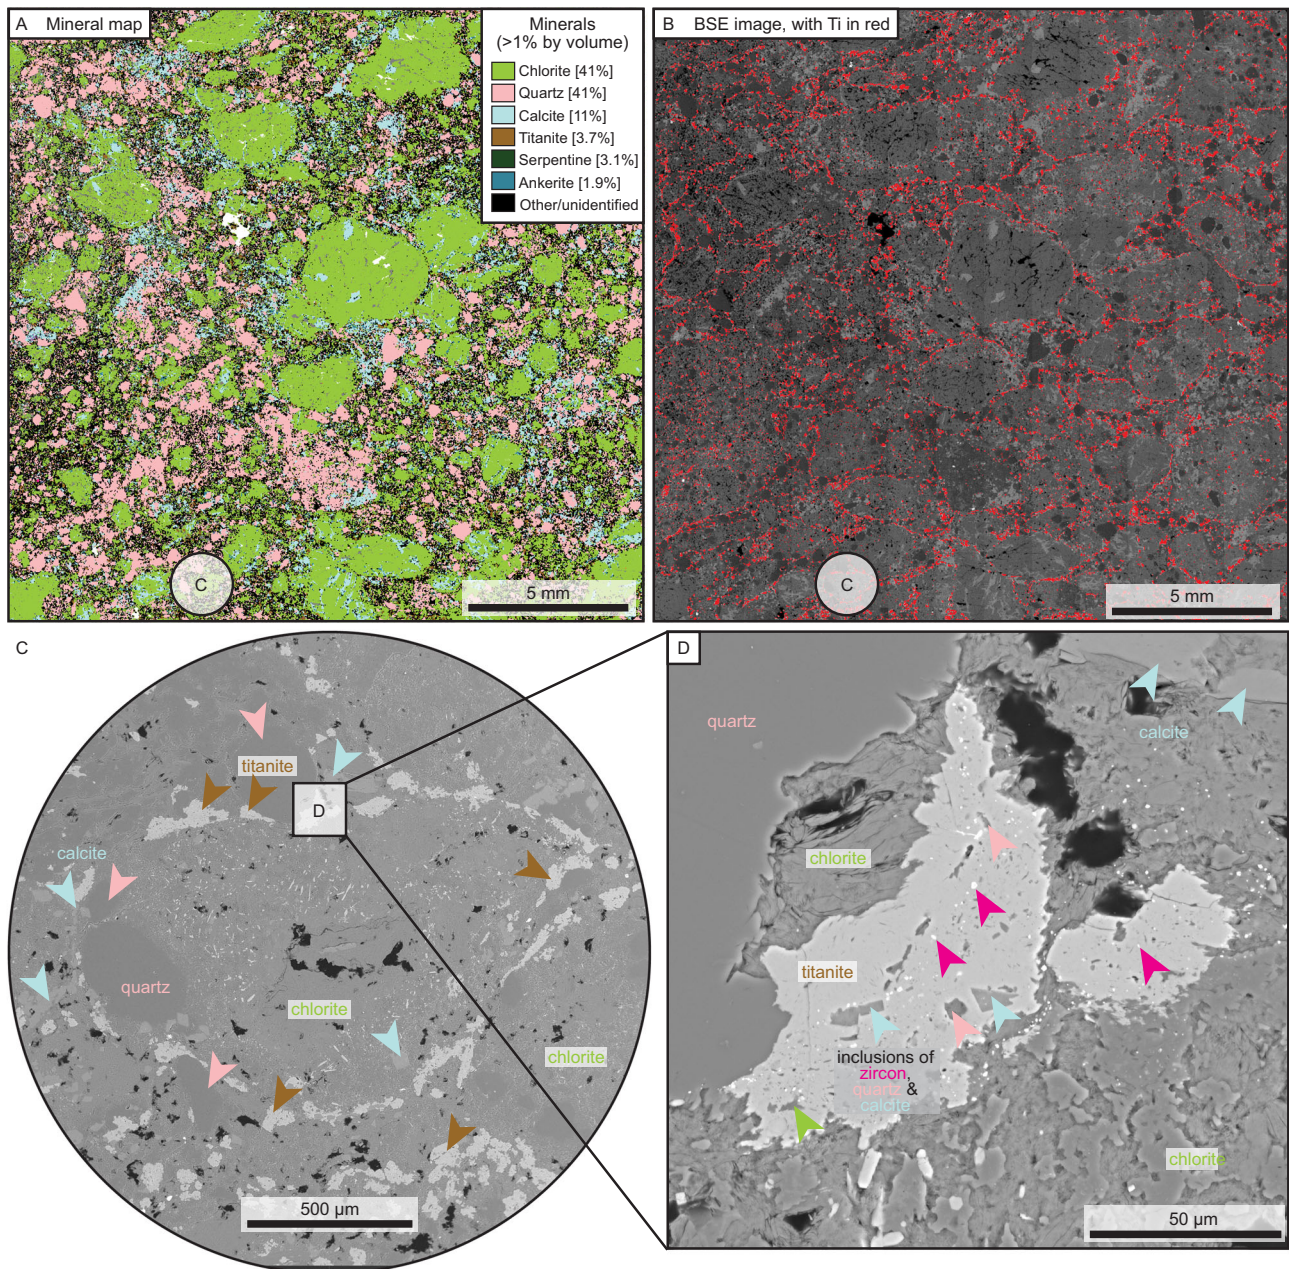 A Mineral map
Minerals
(>1% by volume)
Chlorite [41%]
Quartz [41%]
Calcite [11%]
Titanite [3.7%]
Serpentine [3.1%]
Ankerite [1.9%]
Other/unidentified
C
5 mm
B BSE image, with Ti in red
C
5 mm
C
titanite
D
calcite
quartz
chlorite
chlorite
500 µm
D
quartz
calcite
chlorite
titanite
inclusions of
zircon,
quartz &
calcite
chlorite
50 µm